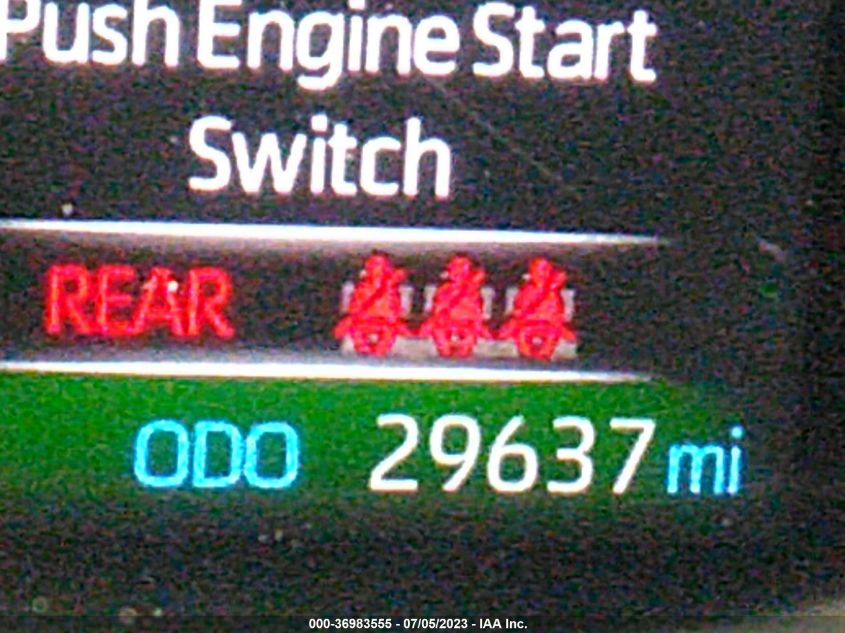 Push Engine Start
Switch
REAR
ODO 29637 mi
000-36983555 - 07/05/2023 - IAA Inc.